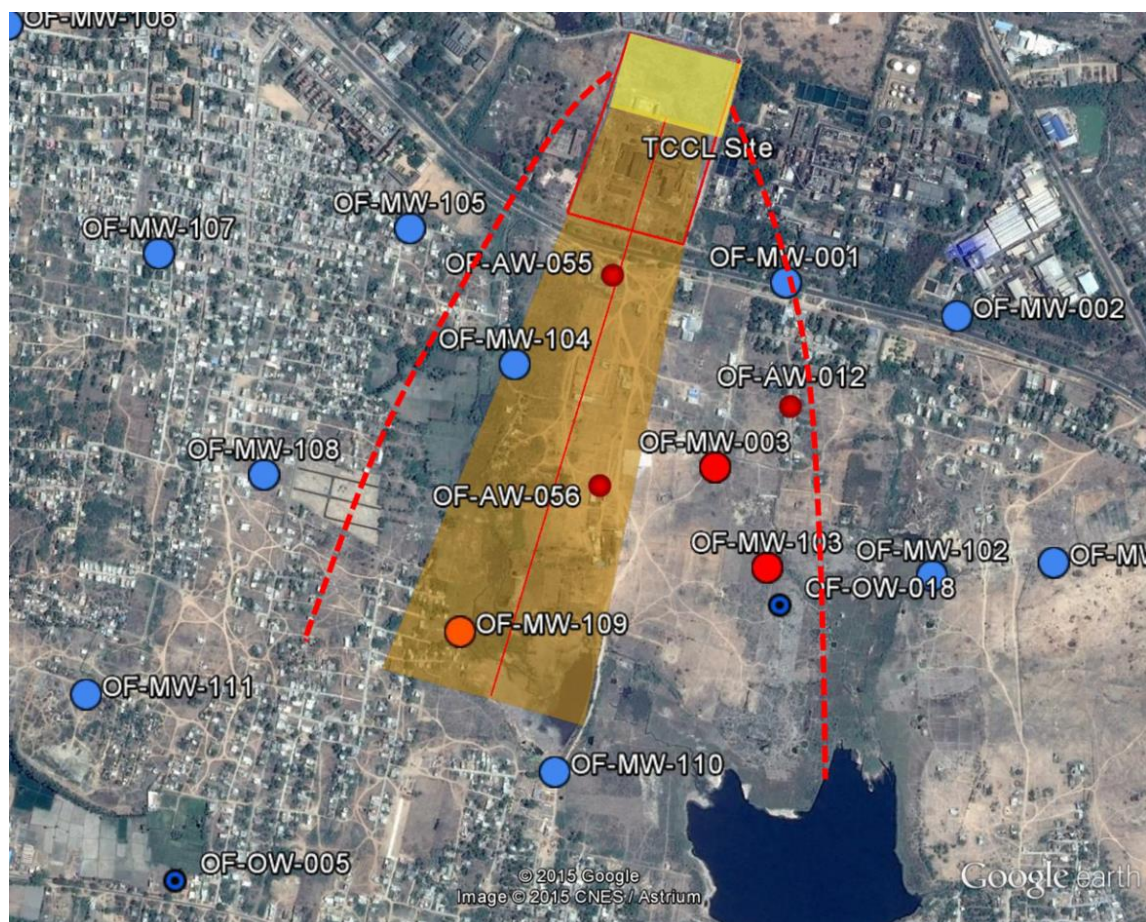 OF-MW-106
TCCL Site
OF-MW-105
OF-MW-107
OF-AW-055
OF-MW-001
OF-MW-002
OF-MW-104
OF-AW-012
OF-MW-003
OF-MW-108
OF-AW-056
OF-MW-103
OF-MW-102
OF-MW
OF-OW-018
OF-MW-109
OF-MW-111
OF-MW-110
OF-OW-005
© 2015 Google
Image © 2015 CNES / Astrium
Google earth